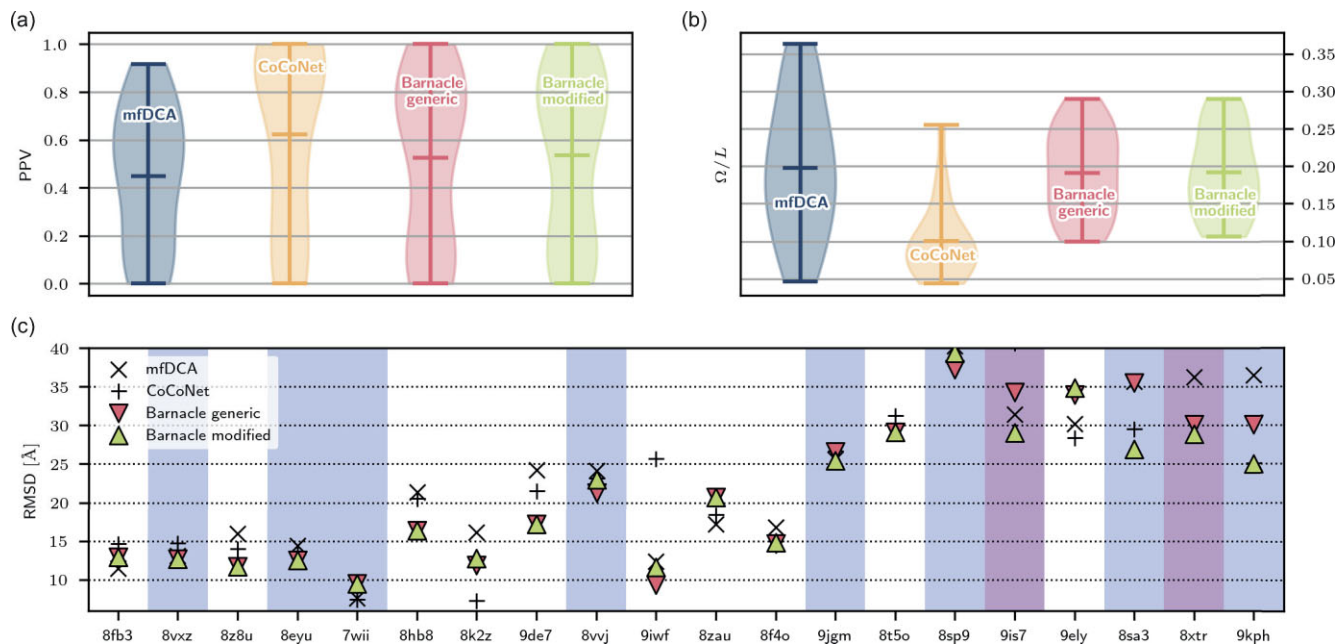 (a)
1.0
0.8
0.6
0.4
0.2
0.0
PPV
mfDCA
CoCoNet
Barnacle
generic
Barnacle
modified
(b)
Ω/L
mfDCA
CoCoNet
Barnacle
generic
Barnacle
modified
0.35
0.30
0.25
0.20
0.15
0.10
0.05
(c)
40
35
30
25
20
15
10
RMSD [Å]
mfDCA
CoCoNet
Barnacle generic
Barnacle modified
8fb3 8vxz 8z8u 8eyu 7wii 8hb8 8k2z 9de7 8vvj 9iwf 8zau 8f4o 9jgm 8t5o 8sp9 9is7 9ely 8sa3 8xtr 9kph